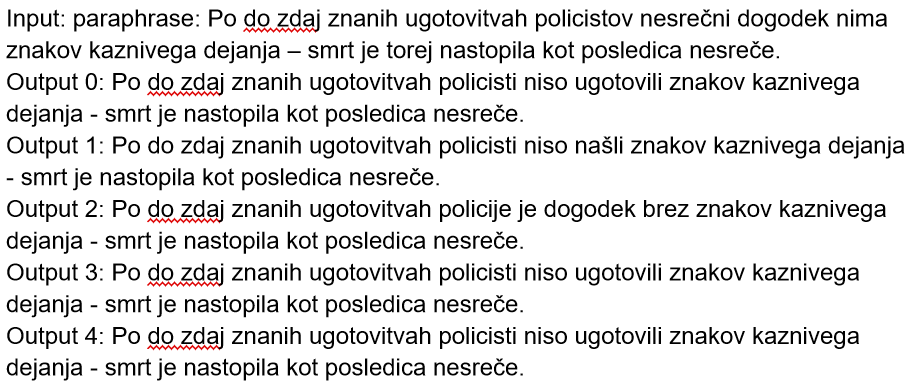 Input: paraphrase: Po do zdaj znanih ugotovitvah policistov nesrečni dogodek nima
znakov kaznivega dejanja – smrt je torej nastopila kot posledica nesreče.
Output 0: Po do zdaj znanih ugotovitvah policisti niso ugotovili znakov kaznivega
dejanja - smrt je nastopila kot posledica nesreče.
Output 1: Po do zdaj znanih ugotovitvah policisti niso našli znakov kaznivega dejanja
- smrt je nastopila kot posledica nesreče.
Output 2: Po do zdaj znanih ugotovitvah policije je dogodek brez znakov kaznivega
dejanja - smrt je nastopila kot posledica nesreče.
Output 3: Po do zdaj znanih ugotovitvah policisti niso ugotovili znakov kaznivega
dejanja - smrt je nastopila kot posledica nesreče.
Output 4: Po do zdaj znanih ugotovitvah policisti niso ugotovili znakov kaznivega
dejanja - smrt je nastopila kot posledica nesreče.